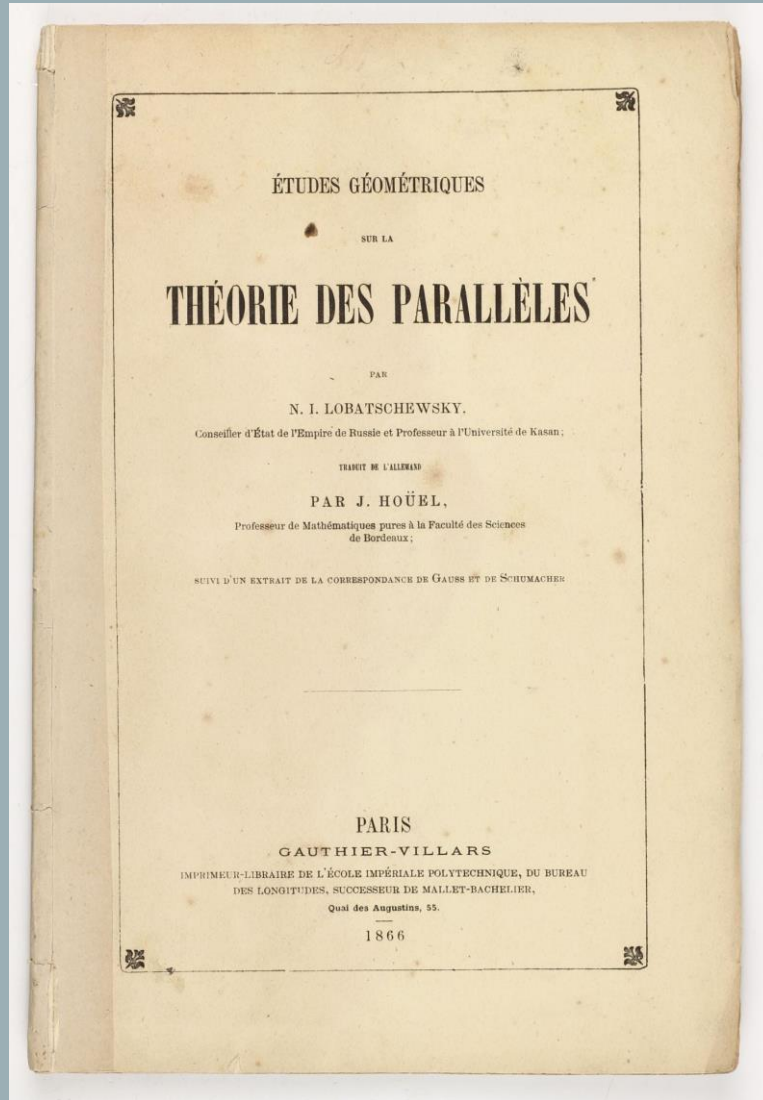 ÉTUDES GÉOMÉTRIQUES
SUR LA
THÉORIE DES PARALLÈLES
PAR
N. I. LOBATSCHEWSKY,
Conseiller d'État de l'Empire de Russie et Professeur à l'Université de Kasan;
TRADUIT DE L'ALLEMAND
PAR J. HOÜEL,
Professeur de Mathématiques pures à la Faculté des Sciences
de Bordeaux;
SUIVI D'UN EXTRAIT DE LA CORRESPONDANCE DE GAUSS ET DE SCHUMACHER
PARIS
GAUTHIER-VILLARS
IMPRIMEUR-LIBRAIRE DE L'ÉCOLE IMPÉRIALE POLYTECHNIQUE, DU BUREAU
DES LONGITUDES, SUCCESSEUR DE MALLET-BACHELIER,
Quai des Augustins, 55.
1866